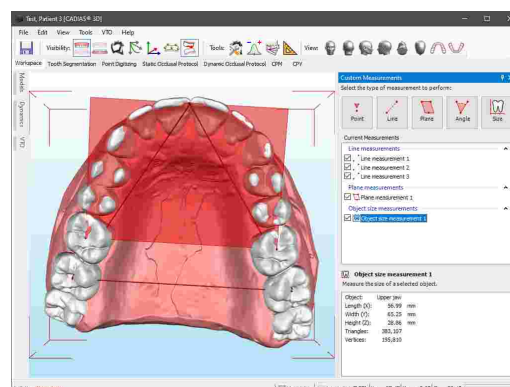 Test, Patient 3 [CADIAS® 3D]
File Edit View Tools VTO Help
Visibility: Tools: View:
Workspace Tooth Segmentation Point Digitizing Static Occlusal Protocol Dynamic Occlusal Protocol CPM CPV
Models
Dynamics
VTO
Custom Measurements
Select the type of measurement to perform:
Point Line Plane Angle Size
Current Measurements
Line measurements
Line measurement 1
Line measurement 2
Line measurement 3
Plane measurements
Plane measurement 1
Object size measurements
Object size measurement 1
Object size measurement 1
Measure the size of a selected object.
Object: Upper jaw
Length (X): 56.99 mm
Width (Y): 65.25 mm
Height (Z): 28.86 mm
Triangles: 383,107
Vertices: 195,810